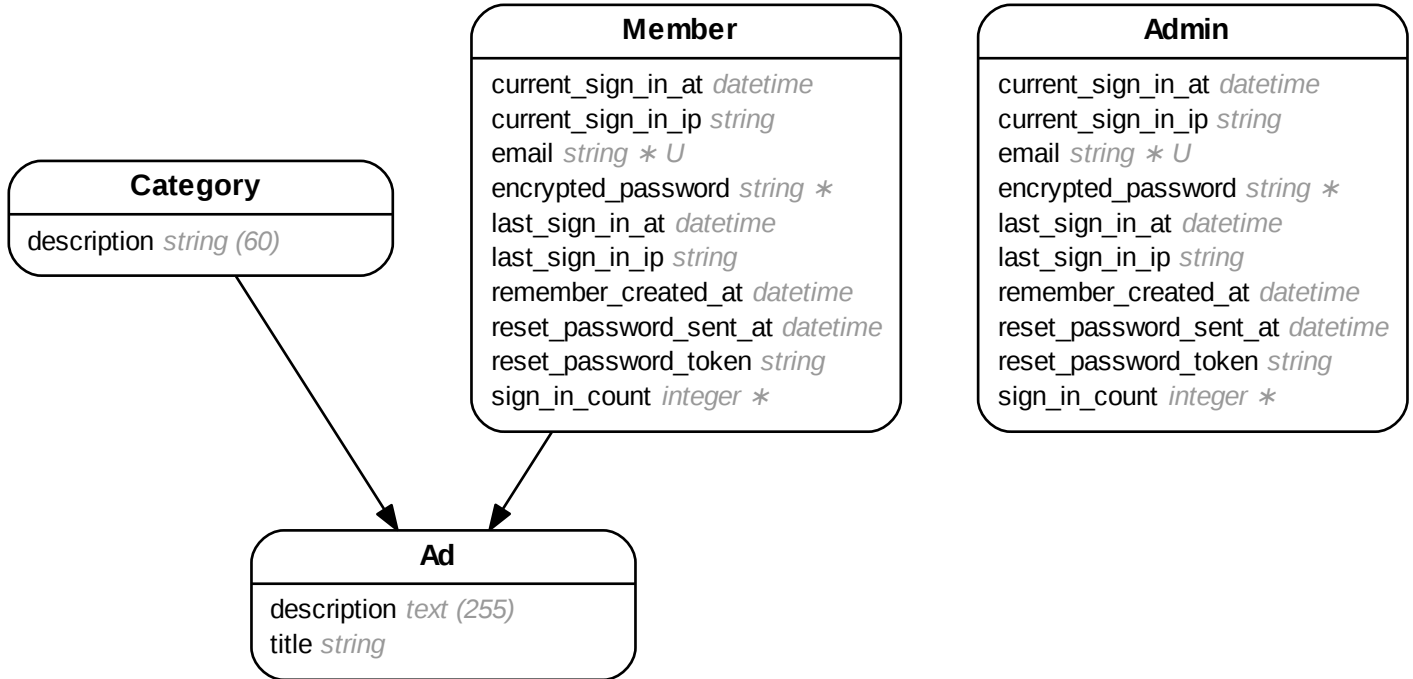 Category
description string (60)
Member
current_sign_in_at datetime
current_sign_in_ip string
email string ∗ U
encrypted_password string ∗
last_sign_in_at datetime
last_sign_in_ip string
remember_created_at datetime
reset_password_sent_at datetime
reset_password_token string
sign_in_count integer ∗
Admin
current_sign_in_at datetime
current_sign_in_ip string
email string ∗ U
encrypted_password string ∗
last_sign_in_at datetime
last_sign_in_ip string
remember_created_at datetime
reset_password_sent_at datetime
reset_password_token string
sign_in_count integer ∗
Ad
description text (255)
title string